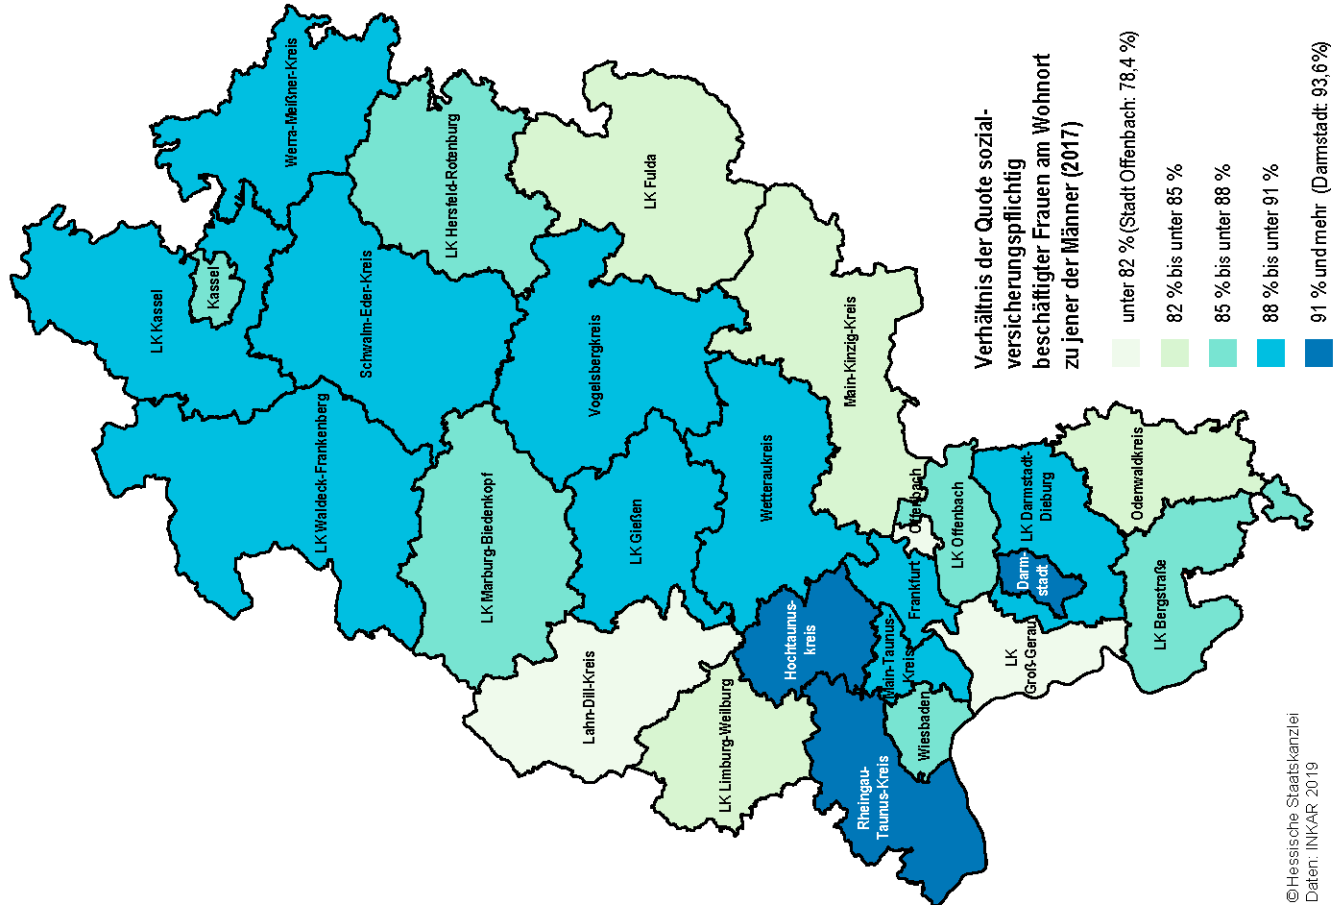 LK Kassel
Kassel
Werra-Meißner-Kreis
LK Waldeck-Frankenberg
Schwalm-Eder-Kreis
LK Hersfeld-Rotenburg
LK Marburg-Biedenkopf
Vogelsbergkreis
LK Fulda
LK Gießen
Lahn-Dill-Kreis
LK Limburg-Weilburg
Wetteraukreis
Hochtaunus-
kreis
Main-Kinzig-Kreis
Rheingau-
Taunus-Kreis
Main-Taunus-
Kreis
Frankfurt
Offenbach
Wiesbaden
LK Offenbach
LK
Groß-Gerau
Darm-
stadt
LK Darmstadt-
Dieburg
Odenwaldkreis
LK Bergstraße
Verhältnis der Quote sozial-
versicherungspflichtig
beschäftigter Frauen am Wohnort
zu jener der Männer (2017)
unter 82 % (Stadt Offenbach: 78,4 %)
82 % bis unter 85 %
85 % bis unter 88 %
88 % bis unter 91 %
91 % und mehr (Darmstadt: 93,6%)
©Hessische Staatskanzlei
Daten: INKAR 2019